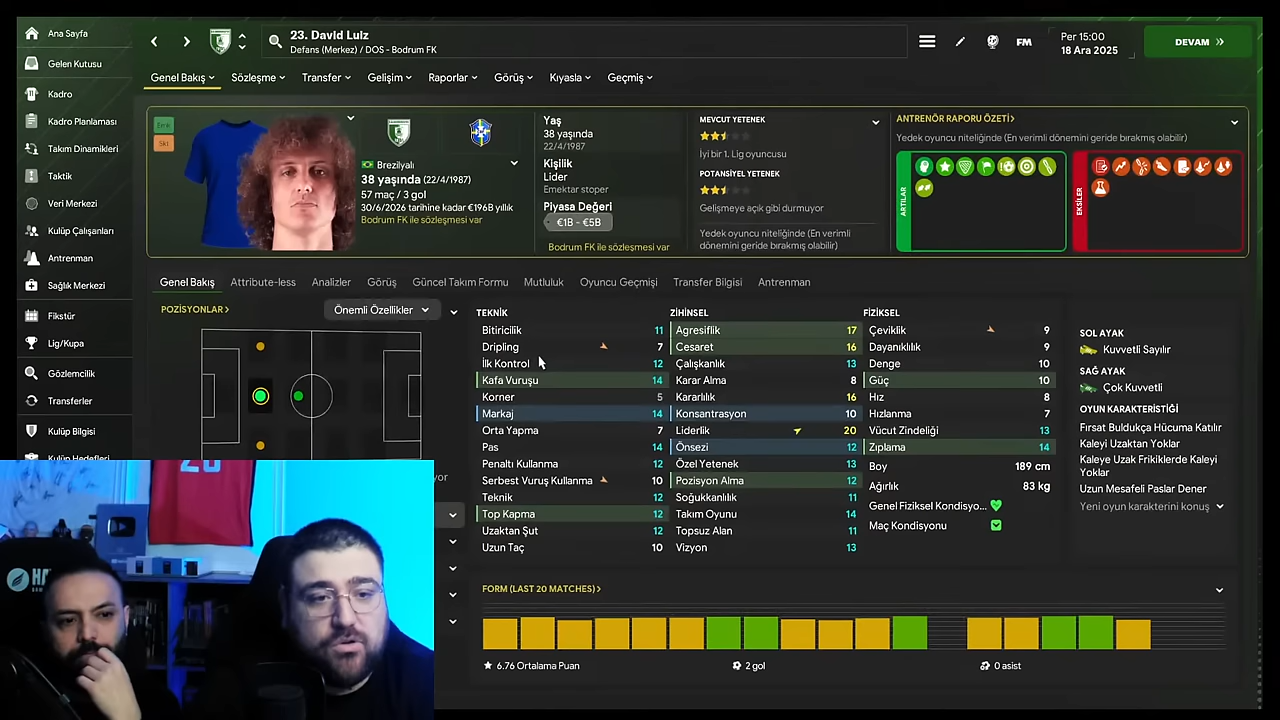 Ana Sayfa
Gelen Kutusu
Kadro
Kadro Planlaması
Takım Dinamikleri
Taktik
Veri Merkezi
Kulüp Çalışanları
Antrenman
Sağlık Merkezi
Fikstür
Lig/Kupa
Gözlemcilik
Transferler
Kulüp Bilgisi
Kulüp Hedefleri
23. David Luiz
Defans (Merkez) / DOS - Bodrum FK
FM
Per 15:00
18 Ara 2025
DEVAM
Genel Bakış
Sözleşme
Transfer
Gelişim
Raporlar
Görüş
Kıyasla
Geçmiş
Brezilyalı
38 yaşında (22/4/1987)
57 maç / 3 gol
30/6/2026 tarihine kadar €196B yıllık
Bodrum FK ile sözleşmesi var
Yaş
38 yaşında
22/4/1987
Kişilik
Lider
Emektar stoper
Piyasa Değeri
€1B - €5B
Bodrum FK ile sözleşmesi var
MEVCUT YETENEK
İyi bir 1. Lig oyuncusu
POTANSİYEL YETENEK
Gelişmeye açık gibi durmuyor
Yedek oyuncu niteliğinde (En verimli
dönemini geride bırakmış olabilir)
ANTRENÖR RAPORU ÖZETİ
Yedek oyuncu niteliğinde (En verimli dönemini geride bırakmış olabilir)
ARTILAR
EKSİLER
Genel Bakış
Attribute-less
Analizler
Görüş
Güncel Takım Formu
Mutluluk
Oyuncu Geçmişi
Transfer Bilgisi
Antrenman
POZİSYONLAR
Önemli Özellikler
TEKNİK
Bitiricilik 11
Dripling 7
İlk Kontrol 12
Kafa Vuruşu 14
Korner 5
Markaj 14
Orta Yapma 7
Pas 14
Penaltı Kullanma 12
Serbest Vuruş Kullanma 10
Teknik 12
Top Kapma 12
Uzaktan Şut 12
Uzun Taç 10
ZİHİNSEL
Agresiflik 17
Cesaret 16
Çalışkanlık 13
Karar Alma 8
Kararlılık 16
Konsantrasyon 10
Liderlik 20
Önsezi 12
Özel Yetenek 13
Pozisyon Alma 12
Soğukkanlılık 11
Takım Oyunu 14
Topsuz Alan 11
Vizyon 13
FİZİKSEL
Çeviklik 9
Dayanıklılık 9
Denge 10
Güç 10
Hız 8
Hızlanma 7
Vücut Zindeliği 13
Zıplama 14
Boy 189 cm
Ağırlık 83 kg
Genel Fiziksel Kondisyo...
Maç Kondisyonu
SOL AYAK
Kuvvetli Sayılır
SAĞ AYAK
Çok Kuvvetli
OYUN KARAKTERİSTİĞİ
Fırsat Buldukça Hücuma Katılır
Kaleyi Uzaktan Yoklar
Kaleye Uzak Frikiklerde Kaleyi
Yoklar
Uzun Mesafeli Paslar Dener
Yeni oyun karakterini konuş
FORM (LAST 20 MATCHES)
6.76 Ortalama Puan
2 gol
0 asist